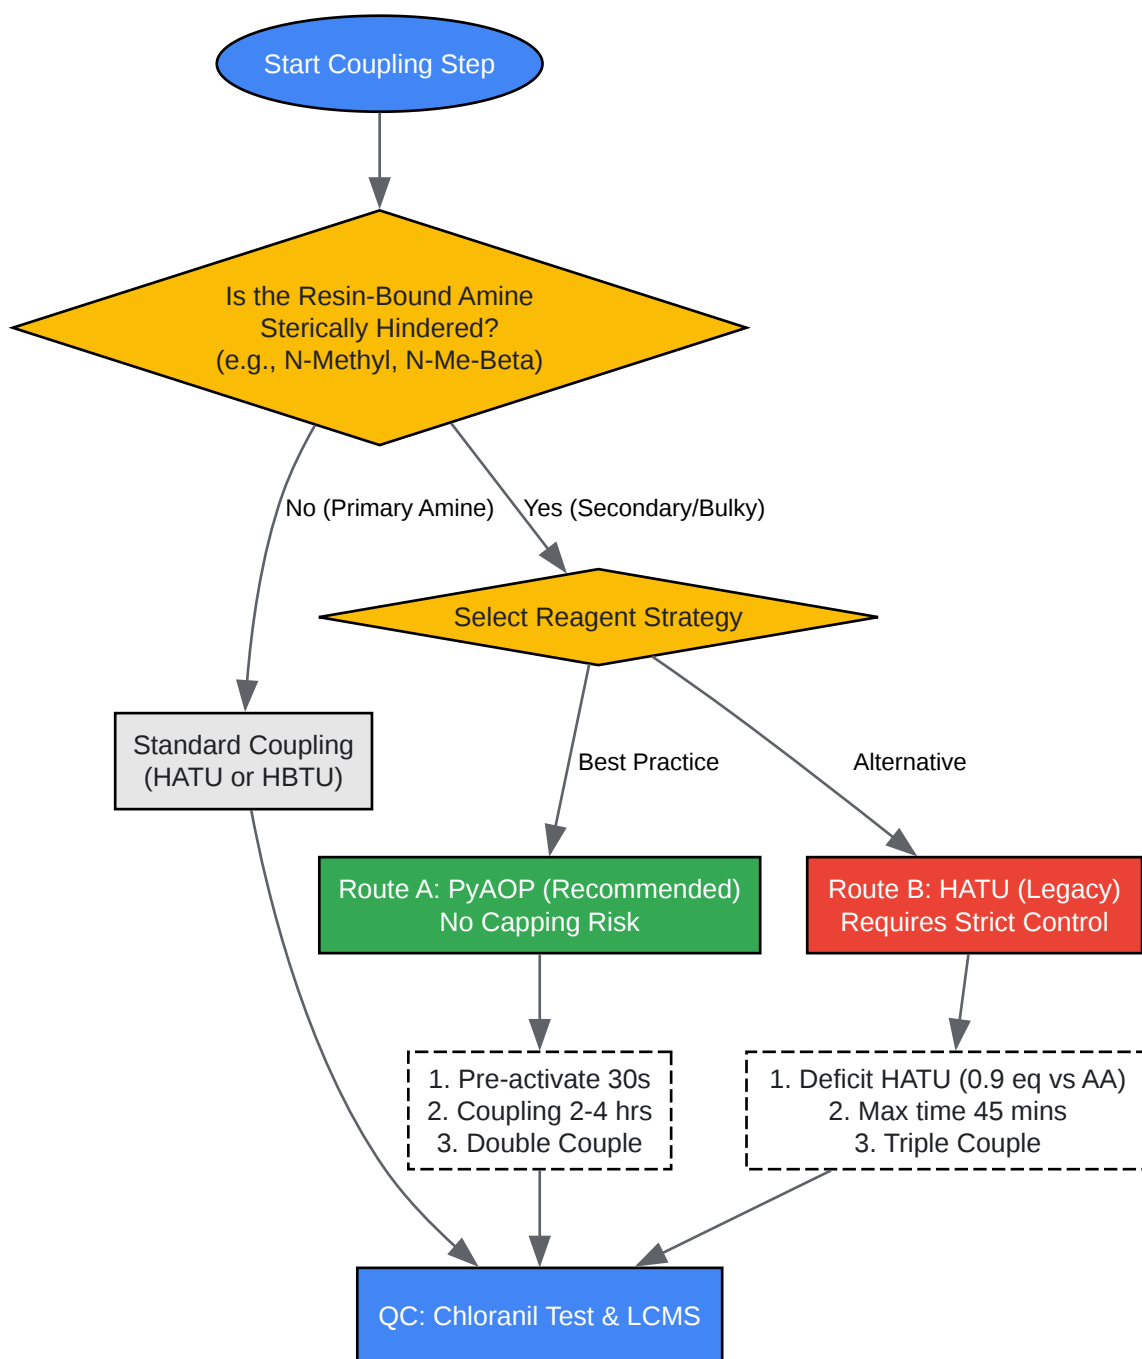 Start Coupling Step
Is the Resin-Bound Amine
Sterically Hindered?
(e.g., N-Methyl, N-Me-Beta)
No (Primary Amine)
Yes (Secondary/Bulky)
Select Reagent Strategy
Standard Coupling
(HATU or HBTU)
Best Practice
Alternative
Route A: PyAOP (Recommended)
No Capping Risk
Route B: HATU (Legacy)
Requires Strict Control
1. Pre-activate 30s
2. Coupling 2-4 hrs
3. Double Couple
1. Deficit HATU (0.9 eq vs AA)
2. Max time 45 mins
3. Triple Couple
QC: Chloranil Test & LCMS